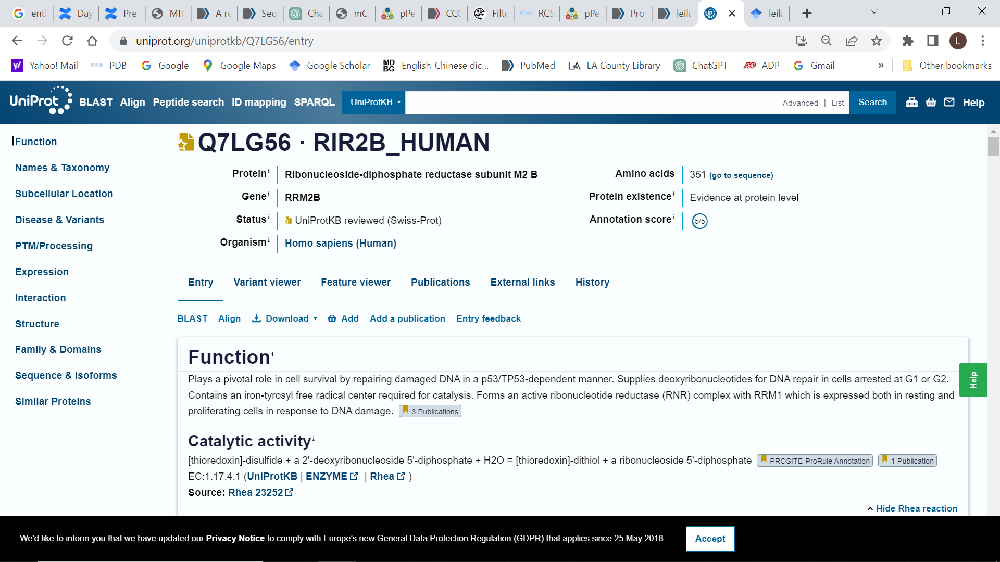 entl
Day
Pre
MIT
A re
Seq
Cha
mC
pPe
CCG
Filte
RCS
pPe
Pro
leila
UP
leila
uniprot.org/uniprotkb/Q7LG56/entry
L
Yahoo! Mail
PDB
Google
Google Maps
Google Scholar
MD BG
English-Chinese dic...
PubMed
LA County Library
ChatGPT
ADP
Gmail
»
Other bookmarks
UniProt
BLAST Align Peptide search ID mapping SPARQL
UniProtKB
Advanced | List
Search
Help
Function
Names & Taxonomy
Subcellular Location
Disease & Variants
PTM/Processing
Expression
Interaction
Structure
Family & Domains
Sequence & Isoforms
Similar Proteins
Q7LG56 · RIR2B_HUMAN
Protein i Ribonucleoside-diphosphate reductase subunit M2 B
Gene i RRM2B
Status i UniProtKB reviewed (Swiss-Prot)
Organism i Homo sapiens (Human)
Amino acids 351 (go to sequence)
Protein existence i Evidence at protein level
Annotation score i 5/5
Entry Variant viewer Feature viewer Publications External links History
BLAST Align Download Add Add a publication Entry feedback
Function i
Plays a pivotal role in cell survival by repairing damaged DNA in a p53/TP53-dependent manner. Supplies deoxyribonucleotides for DNA repair in cells arrested at G1 or G2.
Contains an iron-tyrosyl free radical center required for catalysis. Forms an active ribonucleotide reductase (RNR) complex with RRM1 which is expressed both in resting and
proliferating cells in response to DNA damage. 3 Publications
Catalytic activity i
[thioredoxin]-disulfide + a 2'-deoxyribonucleoside 5'-diphosphate + H2O = [thioredoxin]-dithiol + a ribonucleoside 5'-diphosphate PROSITE-ProRule Annotation 1 Publication
EC:1.17.4.1 (UniProtKB | ENZYME | Rhea )
Source: Rhea 23252
Hide Rhea reaction
Help
We'd like to inform you that we have updated our Privacy Notice to comply with Europe's new General Data Protection Regulation (GDPR) that applies since 25 May 2018.
Accept